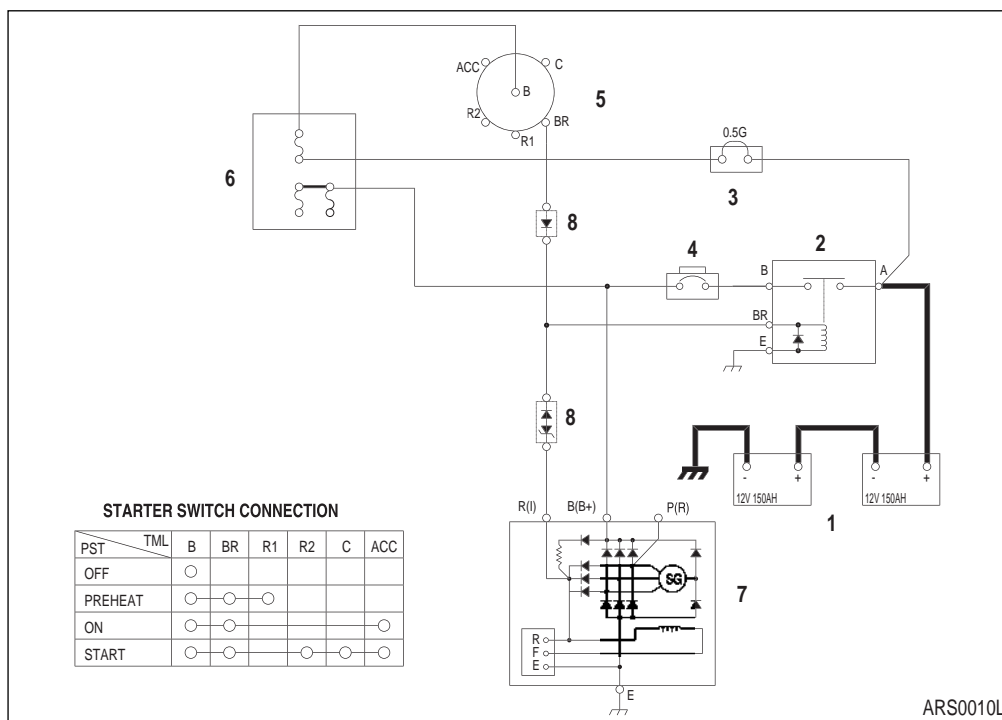 ACC
C
B
5
R2
BR
R1
0.5G
6
3
8
4
2
B
A
BR
E
8
- +
- +
12V 150AH
12V 150AH
1
STARTER SWITCH CONNECTION
PST TML B BR R1 R2 C ACC
OFF
PREHEAT
ON
START
R(I) B(B+) P(R)
SG
7
R
F
E
E
ARS0010L